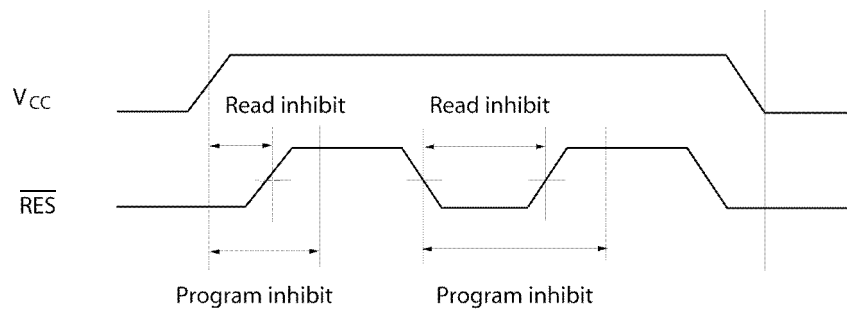 VCC
Read inhibit Read inhibit
RES
Program inhibit Program inhibit